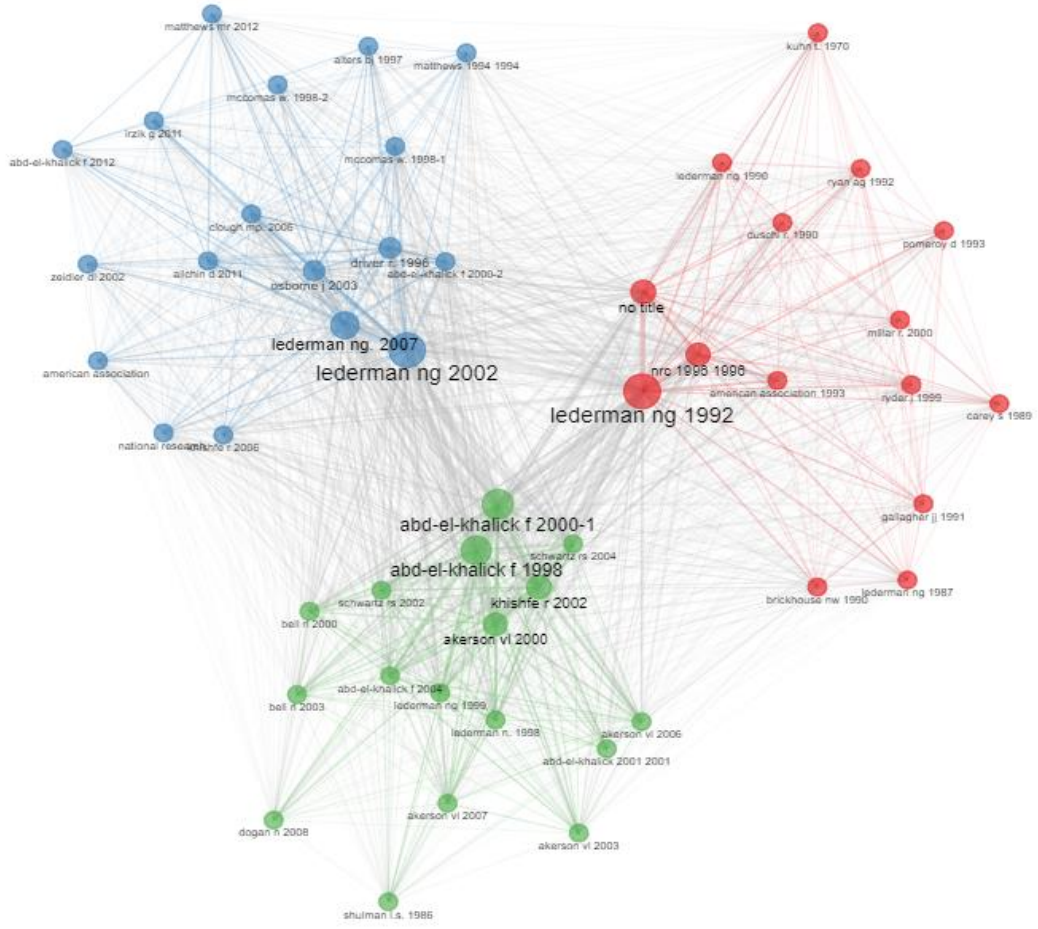 matthews mr 2012
kuhn t. 1970
alters bj 1997
matthews 1994 1994
mccomas w. 1998-2
irzik g 2011
abd-el-khalick f 2012
mccomas w. 1998-1
lederman ng 1990
ryan ag 1992
clough mp. 2006
duschl r. 1990
pomeroy d 1993
driver r. 1996
zeidler dl 2002
allchin d 2011
abd-el-khalick f 2000-2
osborne j 2003
no title
millar r. 2000
lederman ng. 2007
american association
lederman ng 2002
nrc 1996 1996
american association 1993
ryder j 1999
lederman ng 1992
carey s 1989
national research
khishfe r 2006
gallagher jj 1991
abd-el-khalick f 2000-1
schwartz rs 2004
abd-el-khalick f 1998
lederman ng 1987
brickhouse nw 1990
schwartz rs 2002
khishfe r 2002
bell rl 2000
akerson vl 2000
abd-el-khalick f 2004
bell rl 2003
lederman ng 1999
lederman n. 1998
akerson vl 2006
abd-el-khalick 2001 2001
akerson vl 2007
dogan n 2008
akerson vl 2003
shulman l.s. 1986